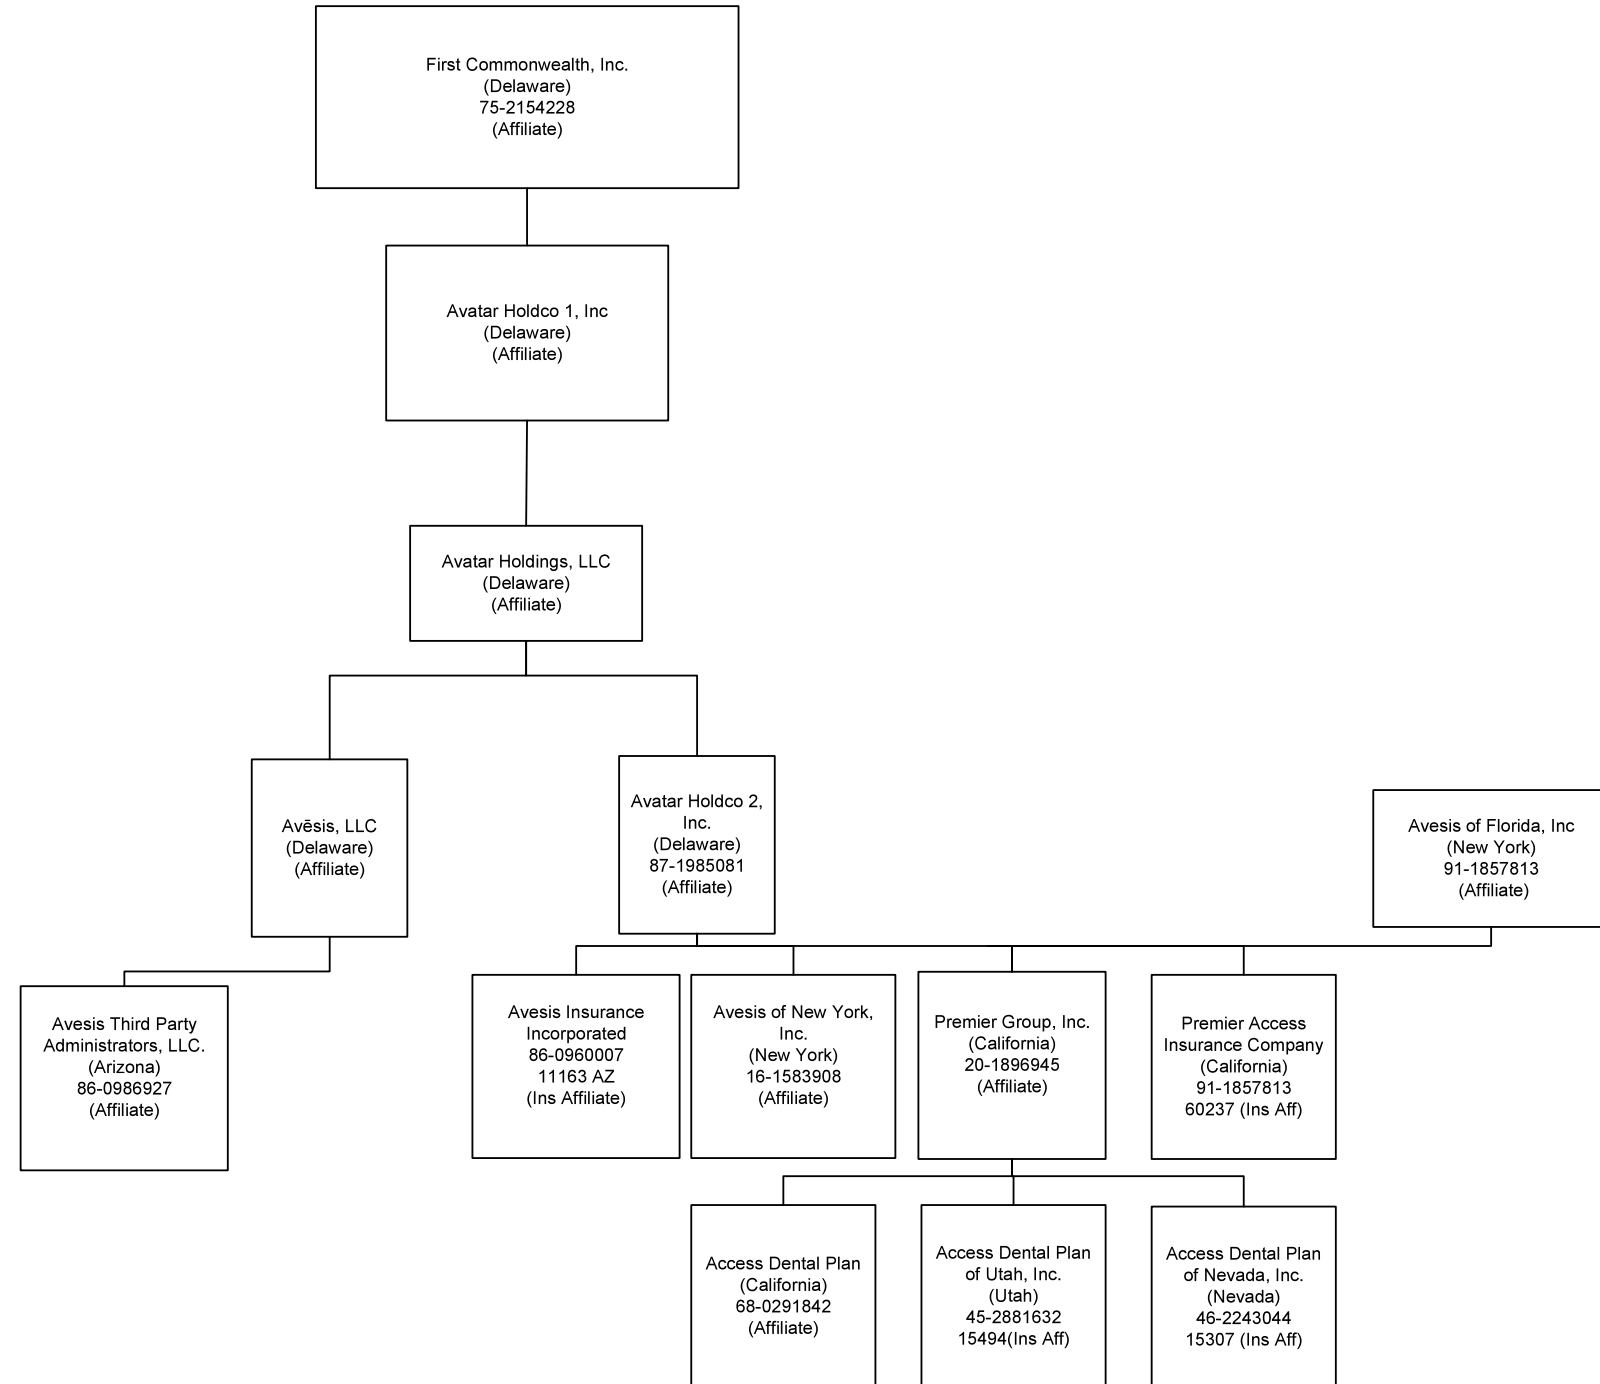 First Commonwealth, Inc.
(Delaware)
75-2154228
(Affiliate)
Avatar Holdco 1, Inc
(Delaware)
(Affiliate)
Avatar Holdings, LLC
(Delaware)
(Affiliate)
Avēsis, LLC
(Delaware)
(Affiliate)
Avatar Holdco 2,
Inc.
(Delaware)
87-1985081
(Affiliate)
Avesis of Florida, Inc
(New York)
91-1857813
(Affiliate)
Avesis Third Party
Administrators, LLC.
(Arizona)
86-0986927
(Affiliate)
Avesis Insurance
Incorporated
86-0960007
11163 AZ
(Ins Affiliate)
Avesis of New York,
Inc.
(New York)
16-1583908
(Affiliate)
Premier Group, Inc.
(California)
20-1896945
(Affiliate)
Premier Access
Insurance Company
(California)
91-1857813
60237 (Ins Aff)
Access Dental Plan
(California)
68-0291842
(Affiliate)
Access Dental Plan
of Utah, Inc.
(Utah)
45-2881632
15494(Ins Aff)
Access Dental Plan
of Nevada, Inc.
(Nevada)
46-2243044
15307 (Ins Aff)